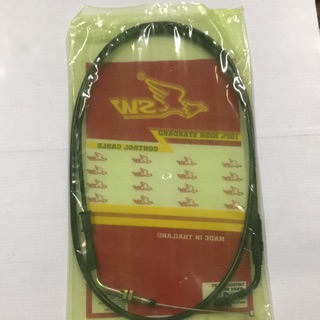 SW
100% HIGH STANDARD
CONTROL CABLE
MADE IN THAILAND